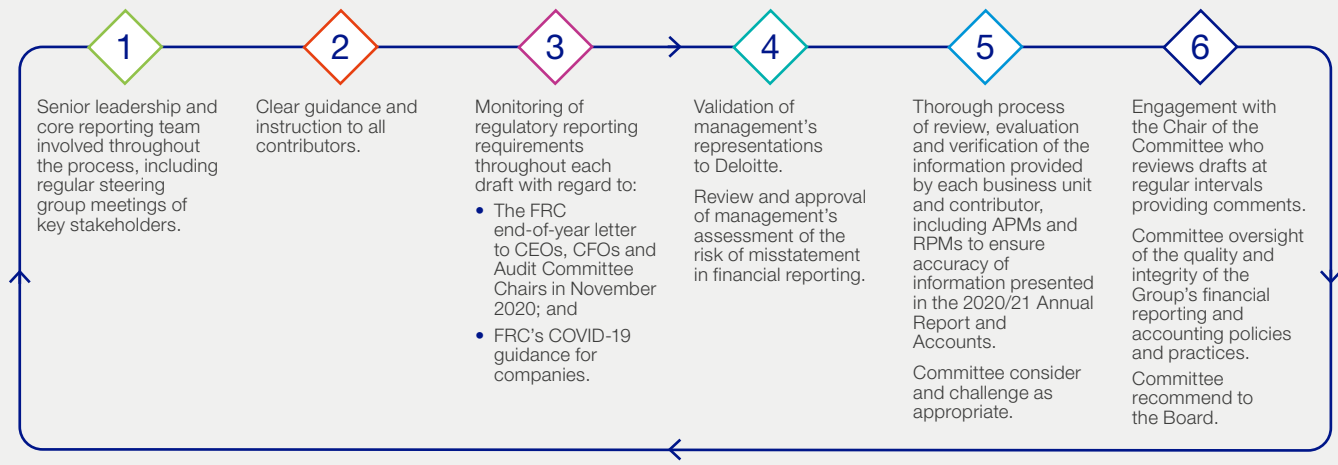 1
Senior leadership and
core reporting team
involved throughout
the process, including
regular steering
group meetings of
key stakeholders.
2
Clear guidance and
instruction to all
contributors.
3
Monitoring of
regulatory reporting
requirements
throughout each
draft with regard to:
• The FRC
end-of-year letter
to CEOs, CFOs and
Audit Committee
Chairs in November
2020; and
• FRC's COVID-19
guidance for
companies.
4
Validation of
management's
representations
to Deloitte.
Review and approval
of management's
assessment of the
risk of misstatement
in financial reporting.
5
Thorough process
of review, evaluation
and verification of the
information provided
by each business unit
and contributor,
including APMs and
RPMs to ensure
accuracy of
information presented
in the 2020/21 Annual
Report and
Accounts.
Committee consider
and challenge as
appropriate.
6
Engagement with
the Chair of the
Committee who
reviews drafts at
regular intervals
providing comments.
Committee oversight
of the quality and
integrity of the
Group's financial
reporting and
accounting policies
and practices.
Committee
recommend to
the Board.